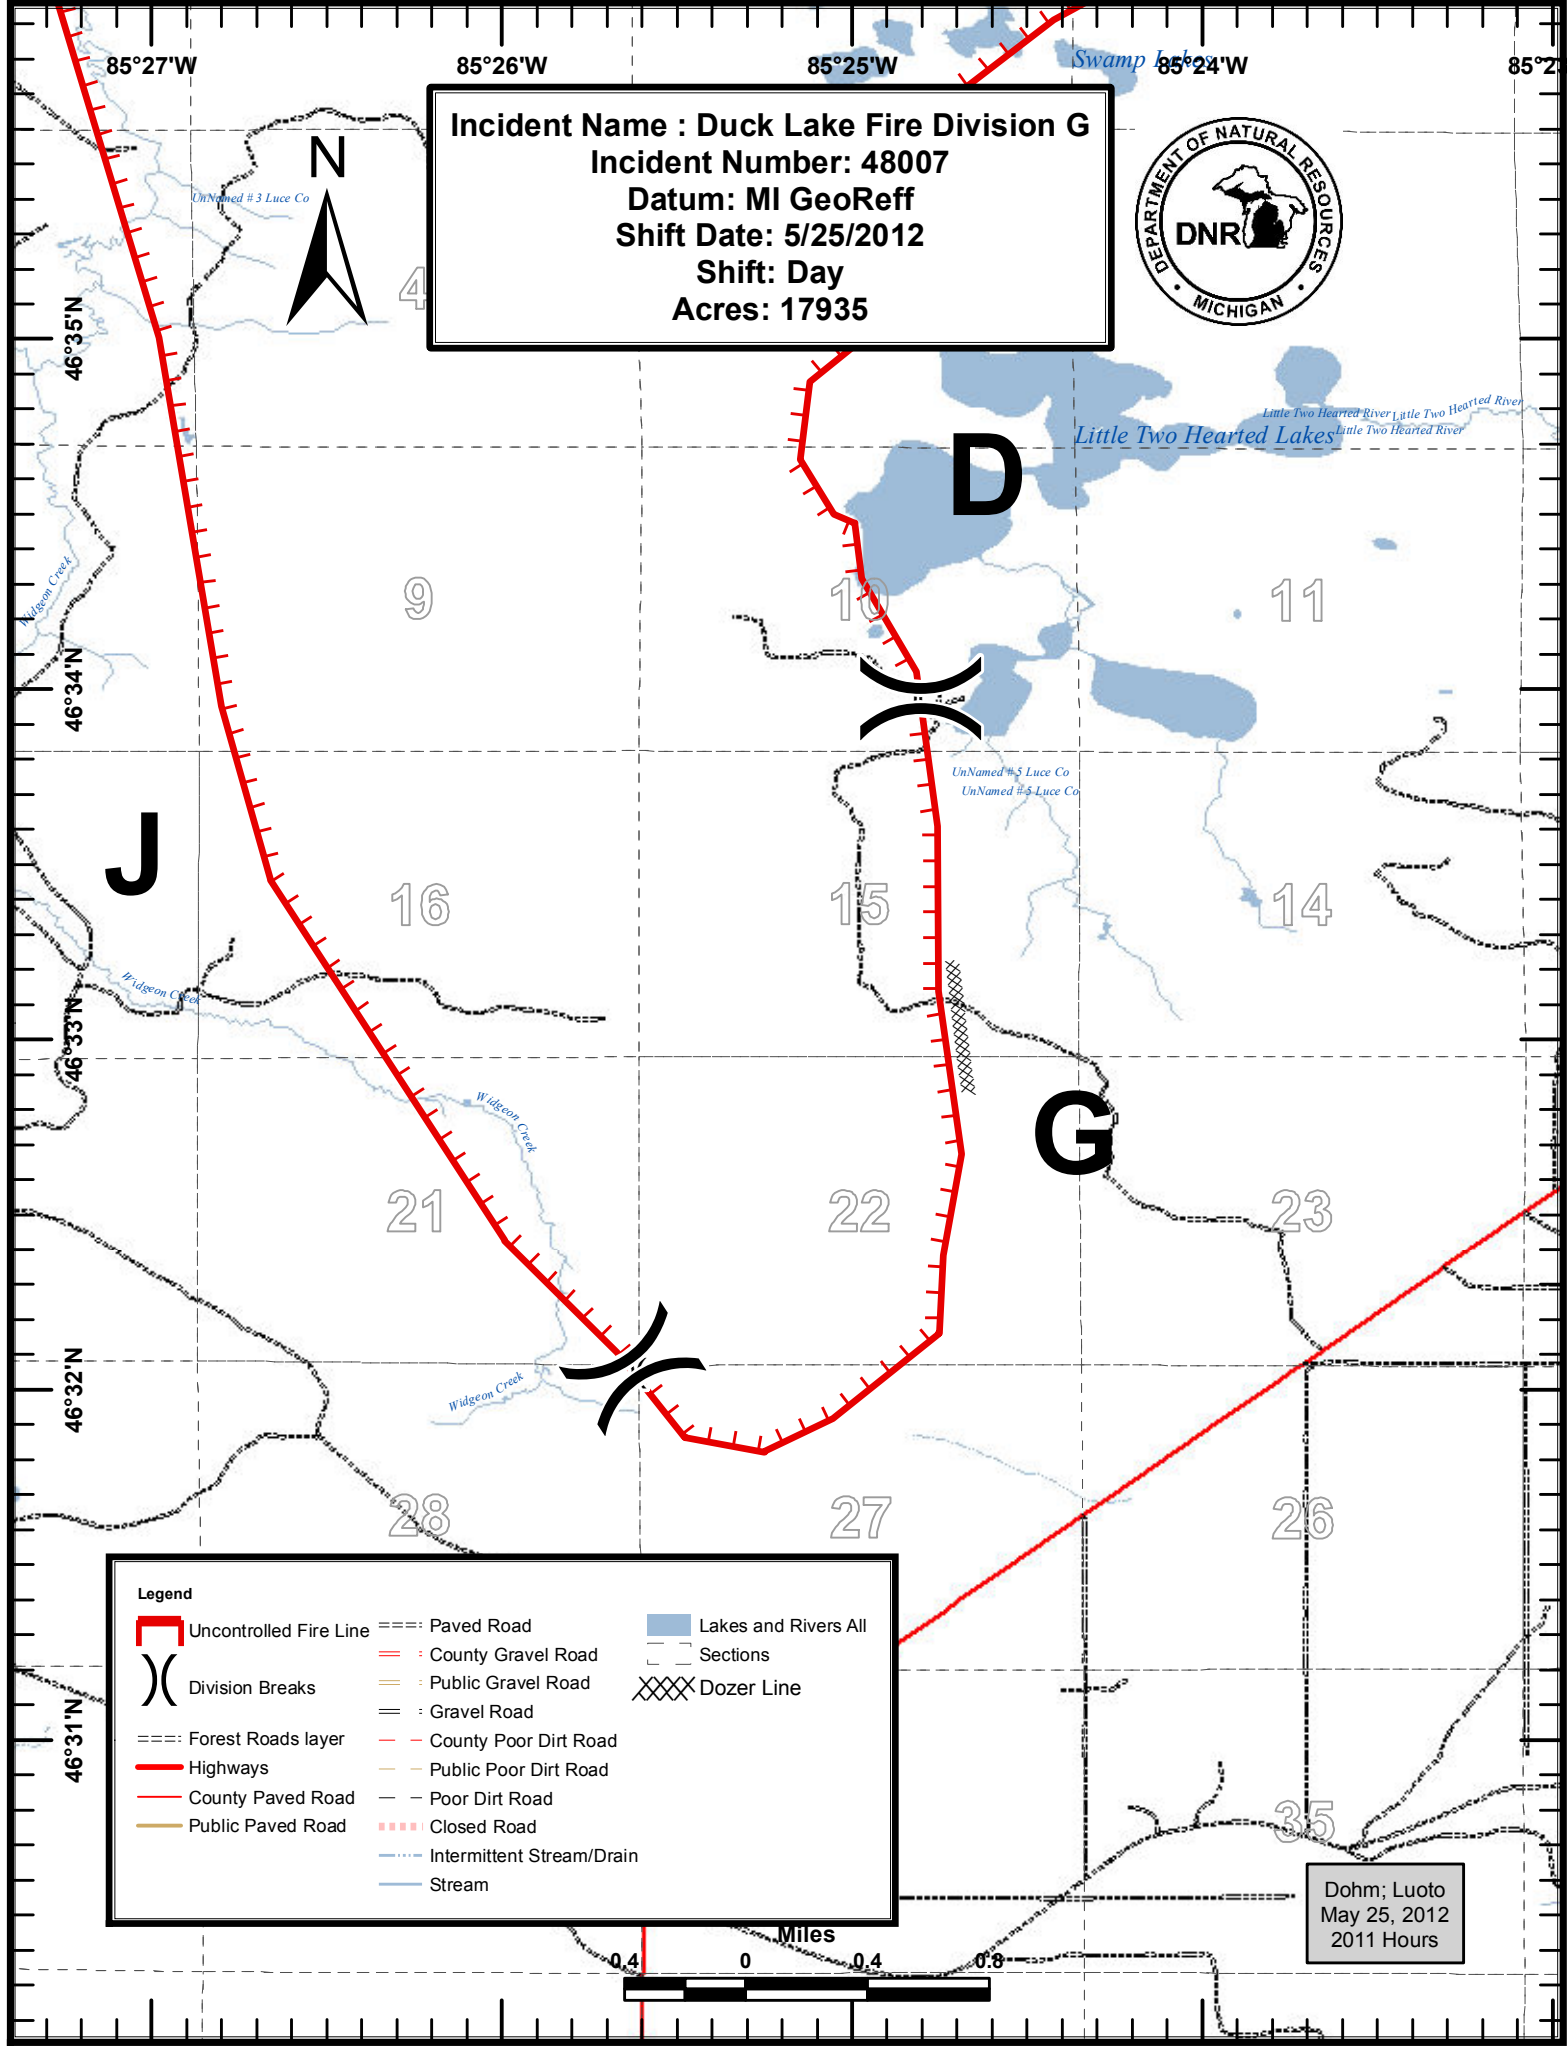 85°27'W
85°26'W
85°25'W
85°24'W
Swamp Lakes
Incident Name : Duck Lake Fire Division G
Incident Number: 48007
Datum: MI GeoReff
Shift Date: 5/25/2012
Shift: Day
Acres: 17935
N
DEPARTMENT OF NATURAL RESOURCES
DNR
MICHIGAN
UnNamed # 3 Luce Co
4
46°35'N
Little Two Hearted River
Little Two Hearted River
Little Two Hearted Lakes
Little Two Hearted River
D
Widgeon Creek
9
10
11
46°34'N
UnNamed # 5 Luce Co
UnNamed # 5 Luce Co
J
16
15
14
Widgeon Creek
46°33'N
Widgeon Creek
G
21
22
23
46°32'N
Widgeon Creek
28
27
26
Legend
Uncontrolled Fire Line
Division Breaks
Forest Roads layer
Highways
County Paved Road
Public Paved Road
Paved Road
County Gravel Road
Public Gravel Road
Gravel Road
County Poor Dirt Road
Public Poor Dirt Road
Poor Dirt Road
Closed Road
Intermittent Stream/Drain
Stream
Lakes and Rivers All
Sections
Dozer Line
46°31'N
35
Dohm; Luoto
May 25, 2012
2011 Hours
Miles
0.4 0 0.4 0.8